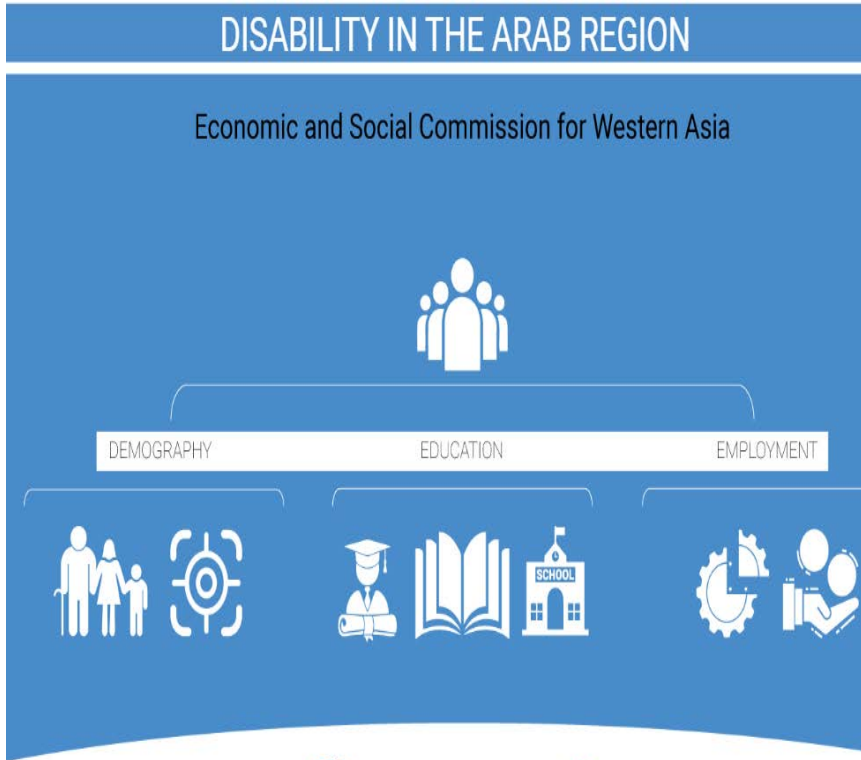 DISABILITY IN THE ARAB REGION
Economic and Social Commission for Western Asia
DEMOGRAPHY EDUCATION EMPLOYMENT
SCHOOL